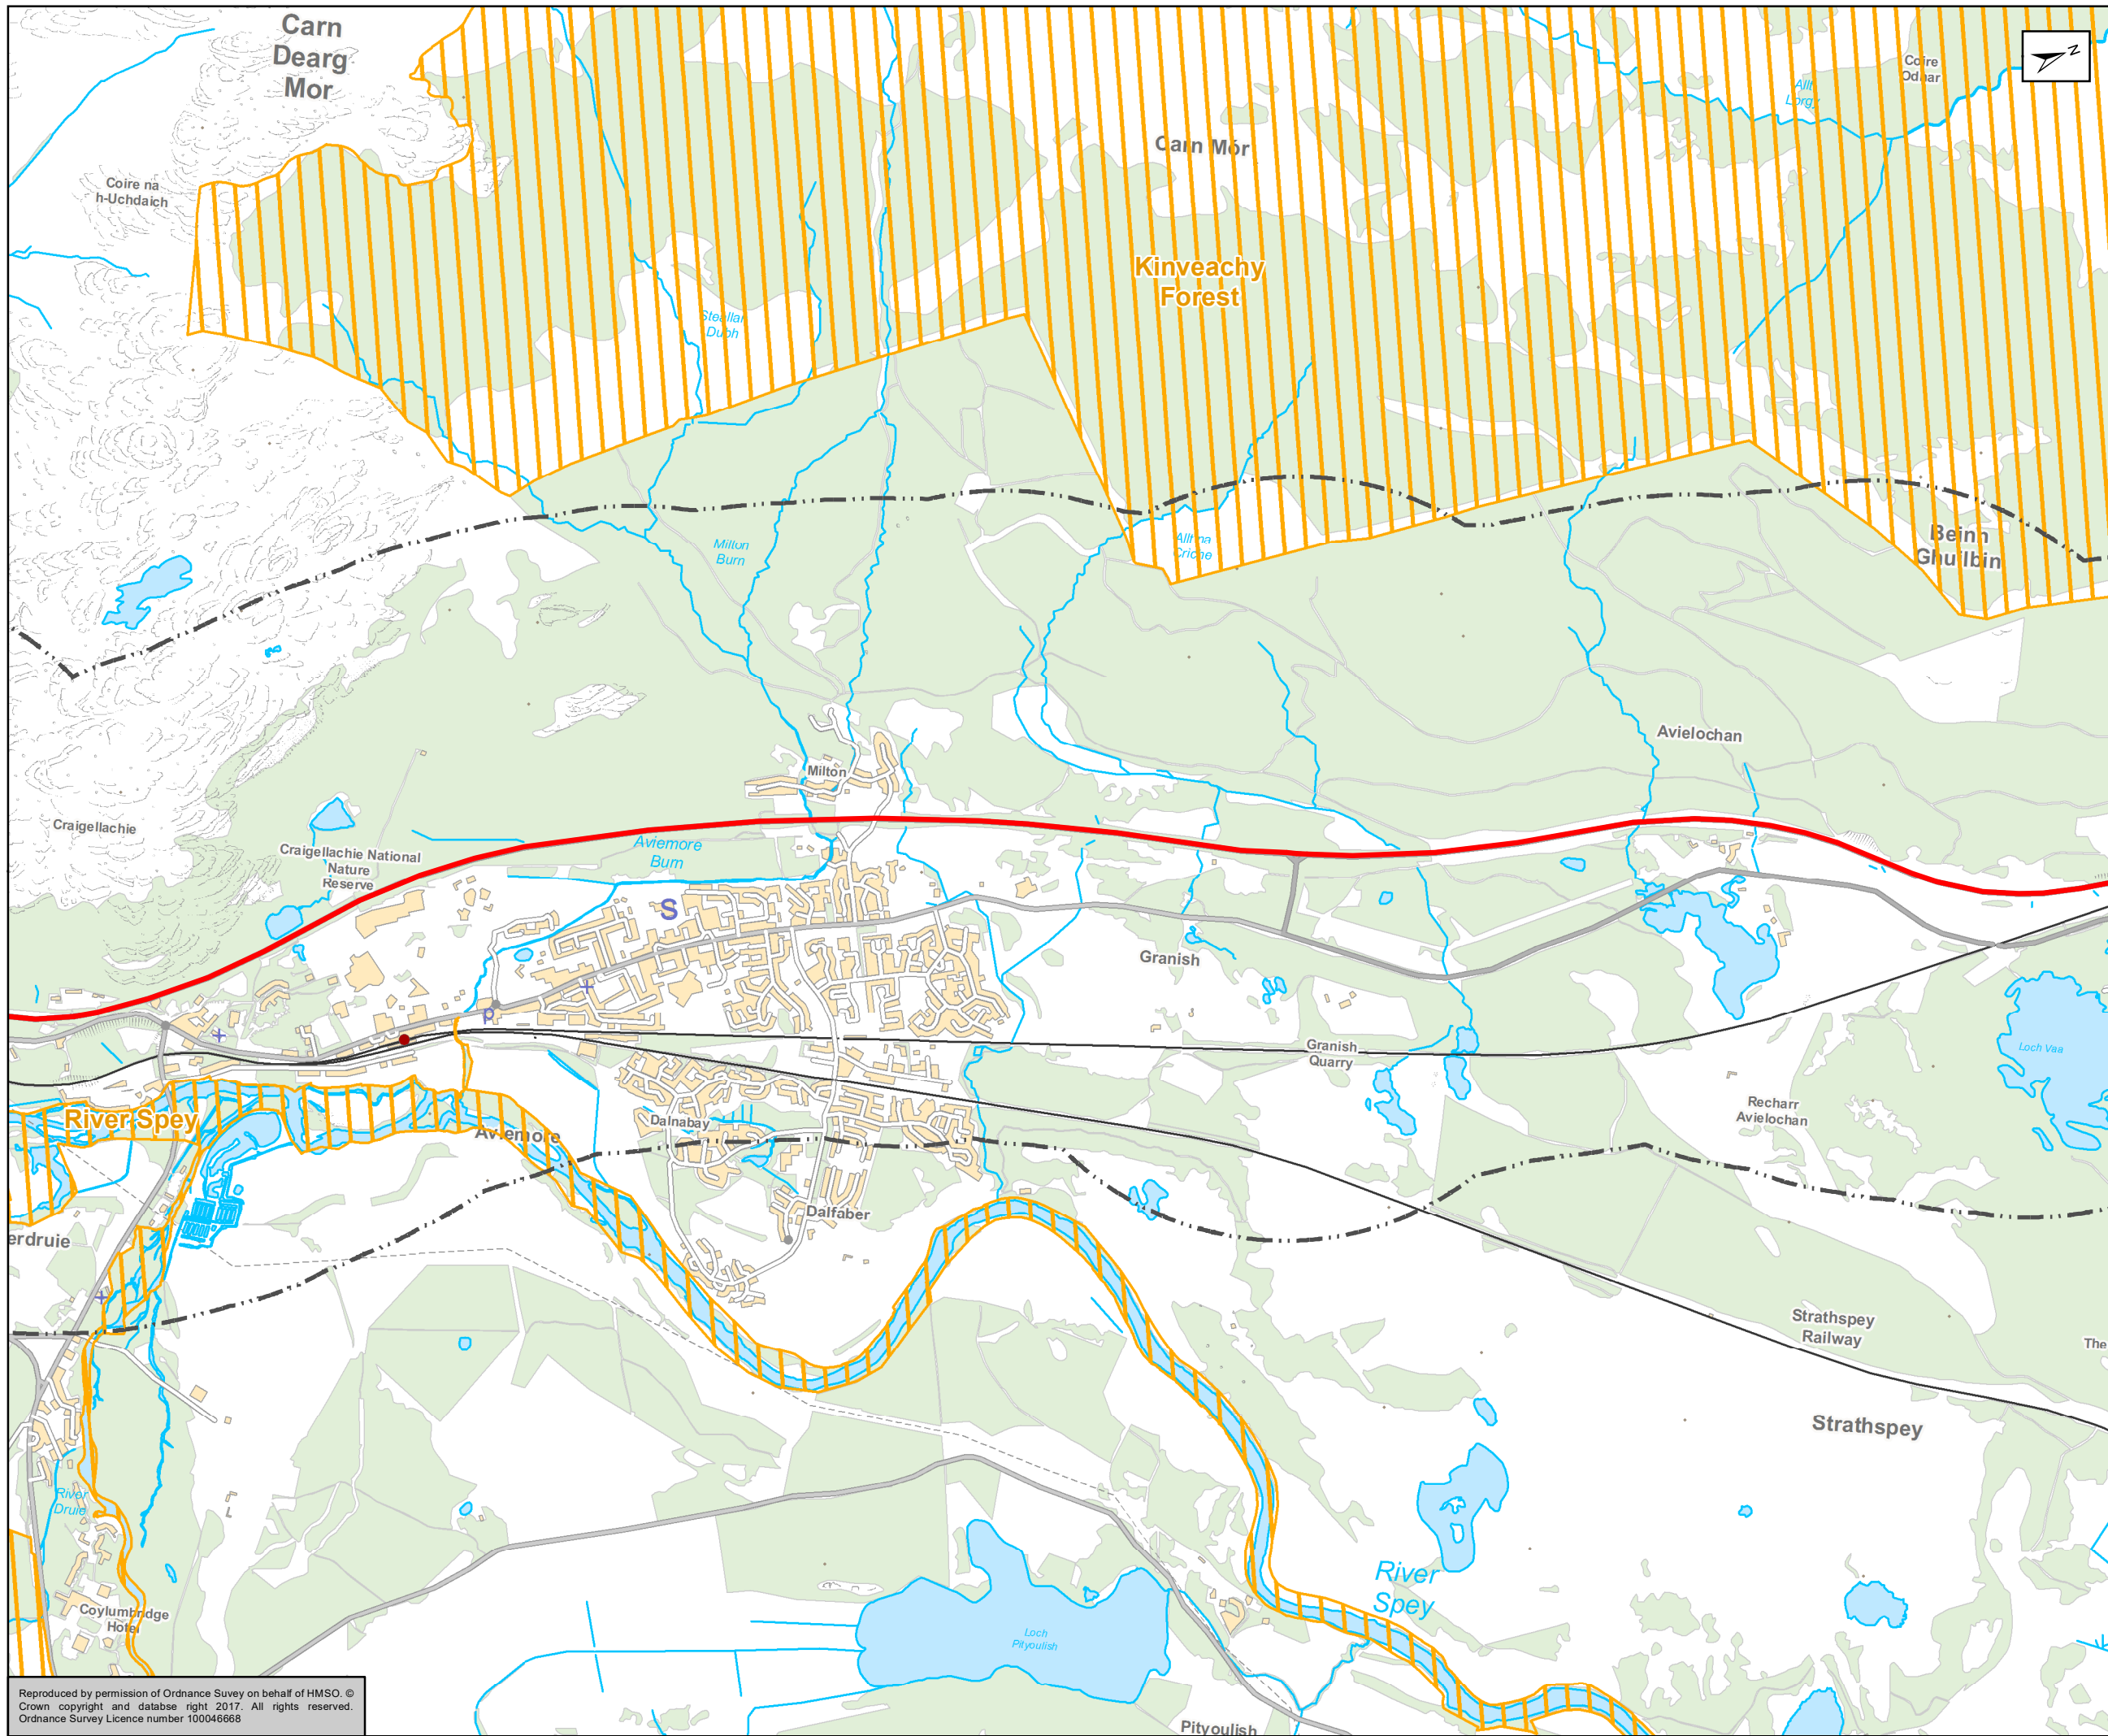 Carn
Dearg
Mor
Coire
Odhar
Allt
Lorgy
Z
Carn Mór
Coire na
h-Uchdaich
Kinveachy
Forest
Steallan
Dubh
Milton
Burn
Allt na
Criche
Beinn
Ghuilbin
Avielochan
Milton
Craigellachie
Aviemore
Burn
Craigellachie National
Nature
Reserve
S
Granish
p
Granish
Quarry
Loch Vaa
River Spey
Recharr
Avielochan
Dalnabay
Aviemore
Dalfaber
erdruie
Strathspey
Railway
The
Strathspey
River
Druie
River
Spey
Coylumbridge
Hotel
Loch
Pityoulish
Pityoulish
Reproduced by permission of Ordnance Suvey on behalf of HMSO. ©
Crown copyright and databse right 2017. All rights reserved.
Ordnance Survey Licence number 100046668